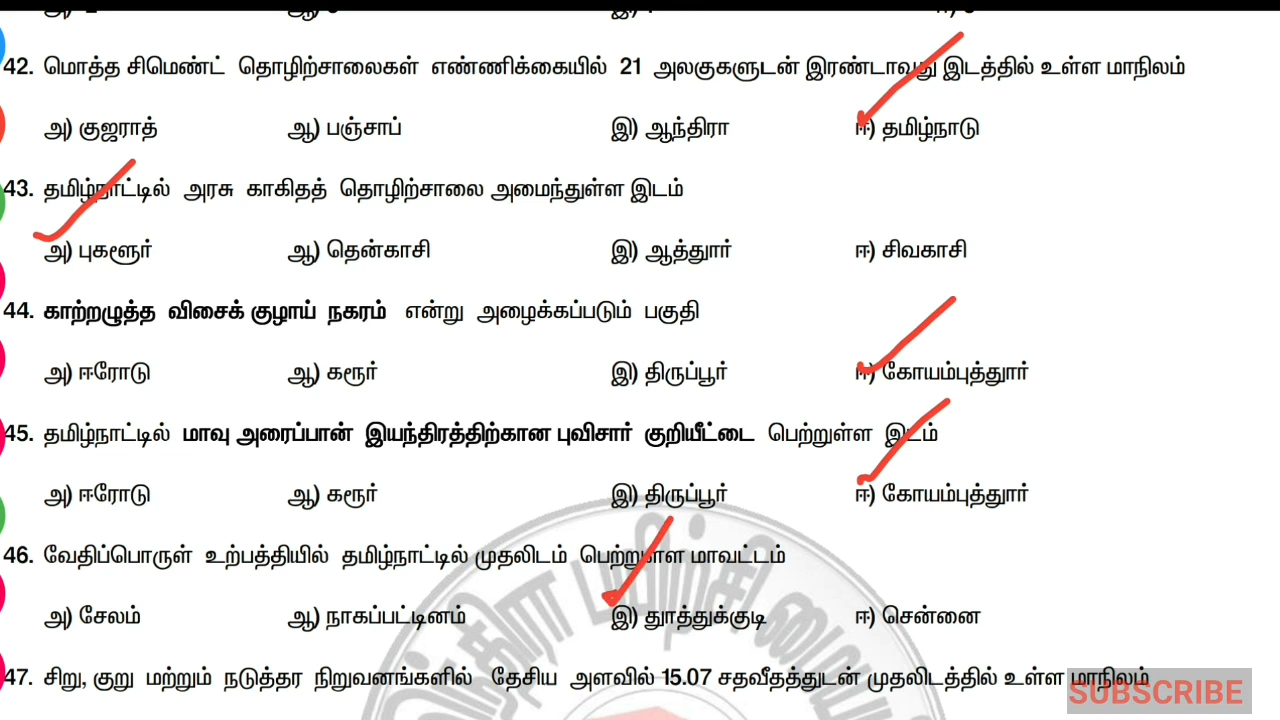 42. மொத்த சிமெண்ட் தொழிற்சாலைகள் எண்ணிக்கையில் 21 அலகுகளுடன் இரண்டாவது இடத்தில் உள்ள மாநிலம்
அ) குஜராத் ஆ) பஞ்சாப் இ) ஆந்திரா ஈ) தமிழ்நாடு
43. தமிழ்நாட்டில் அரசு காகிதத் தொழிற்சாலை அமைந்துள்ள இடம்
அ) புகளூர் ஆ) தென்காசி இ) ஆத்தூர் ஈ) சிவகாசி
44. காற்றழுத்த விசைக் குழாய் நகரம் என்று அழைக்கப்படும் பகுதி
அ) ஈரோடு ஆ) கரூர் இ) திருப்பூர் ஈ) கோயம்புத்தூர்
45. தமிழ்நாட்டில் மாவு அரைப்பான் இயந்திரத்திற்கான புவிசார் குறியீட்டை பெற்றுள்ள இடம்
அ) ஈரோடு ஆ) கரூர் இ) திருப்பூர் ஈ) கோயம்புத்தூர்
46. வேதிப்பொருள் உற்பத்தியில் தமிழ்நாட்டில் முதலிடம் பெற்றுள்ள மாவட்டம்
அ) சேலம் ஆ) நாகப்பட்டினம் இ) தூத்துக்குடி ஈ) சென்னை
47. சிறு, குறு மற்றும் நடுத்தர நிறுவனங்களில் தேசிய அளவில் 15.07 சதவீதத்துடன் முதலிடத்தில் உள்ள மாநிலம்
SUBSCRIBE